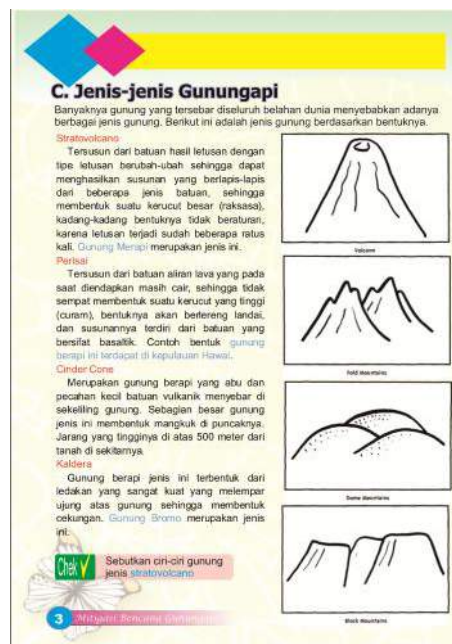 C. Jenis-jenis Gunungapi
Banyaknya gunung yang tersebar diseluruh belahan dunia menyebabkan adanya
berbagai jenis gunung. Berikut ini adalah jenis gunung berdasarkan bentuknya.
Stratovolcano
Tersusun dari batuan hasil letusan dengan
tipe letusan berubah-ubah sehingga dapat
menghasilkan susunan yang berlapis-lapis
dari beberapa jenis batuan, sehingga
membentuk suatu kerucut besar (raksasa),
kadang-kadang bentuknya tidak beraturan,
karena letusan terjadi sudah beberapa ratus
kali. Gunung Merapi merupakan jenis ini.
Perisai
Tersusun dari batuan aliran lava yang pada
saat diendapkan masih cair, sehingga tidak
sempat membentuk suatu kerucut yang tinggi
(curam), bentuknya akan berlereng landai,
dan susunannya terdiri dari batuan yang
bersifat basaltik. Contoh bentuk gunung
berapi ini terdapat di kepulauan Hawai.
Cinder Cone
Merupakan gunung berapi yang abu dan
pecahan kecil batuan vulkanik menyebar di
sekeliling gunung. Sebagian besar gunung
jenis ini membentuk mangkuk di puncaknya.
Jarang yang tingginya di atas 500 meter dari
tanah di sekitarnya
Kaldera
Gunung berapi jenis ini terbentuk dari
ledakan yang sangat kuat yang melempar
ujung atas gunung sehingga membentuk
cekungan. Gunung Bromo merupakan jenis
ini.
Volcano
Fold Mountains
Dome Mountains
Block Mountains
Chek
Sebutkan ciri-ciri gunung
jenis stratovolcano
3 Mitigasi Bencana